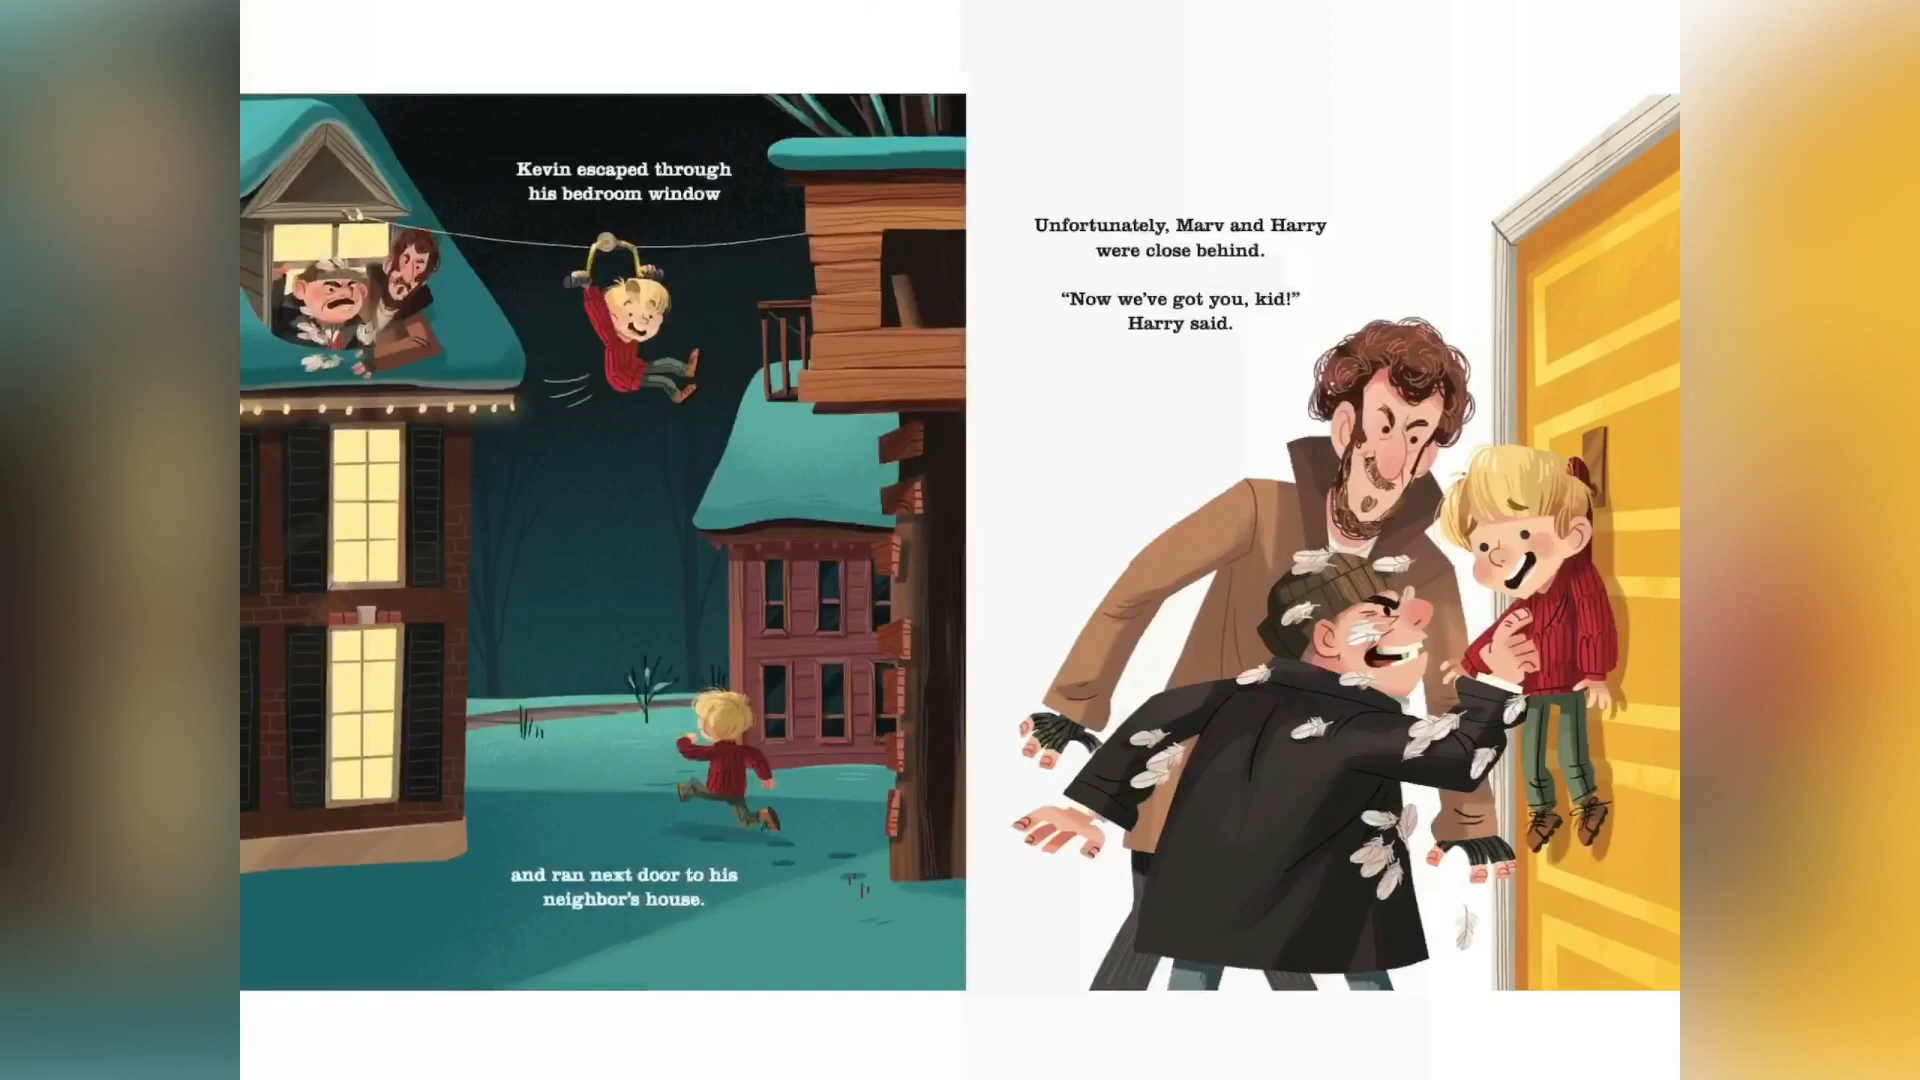 Kevin escaped through
his bedroom window
and ran next door to his
neighbor's house.
Unfortunately, Marv and Harry
were close behind.
“Now we've got you, kid!”
Harry said.